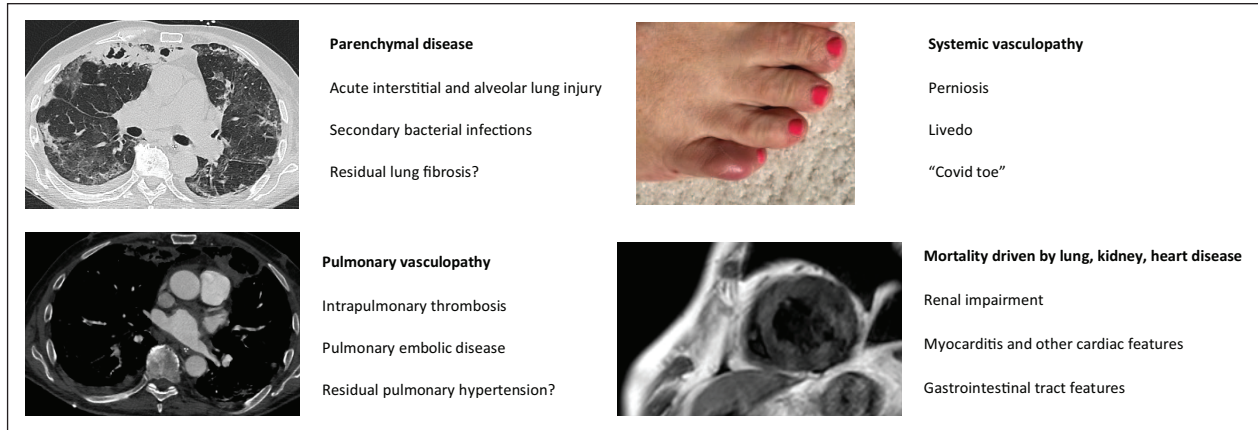 Parenchymal disease
Acute interstitial and alveolar lung injury
Secondary bacterial infections
Residual lung fibrosis?
Systemic vasculopathy
Perniosis
Livedo
“Covid toe”
Pulmonary vasculopathy
Intrapulmonary thrombosis
Pulmonary embolic disease
Residual pulmonary hypertension?
Mortality driven by lung, kidney, heart disease
Renal impairment
Myocarditis and other cardiac features
Gastrointestinal tract features